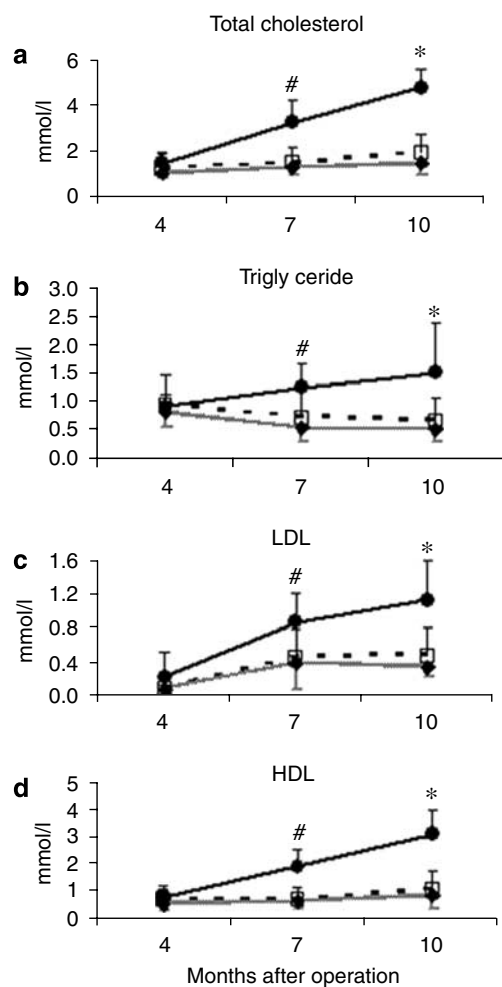 Total cholesterol
a
6
4
2
0
mmol/l
#
*
4 7 10
Trigly ceride
b
3.0
2.5
2.0
1.5
1.0
0.5
0.0
mmol/l
#
*
4 7 10
LDL
c
1.6
1.2
0.8
0.4
0.0
mmol/l
#
*
4 7 10
HDL
d
5
4
3
2
1
0
mmol/l
#
*
4 7 10
Months after operation